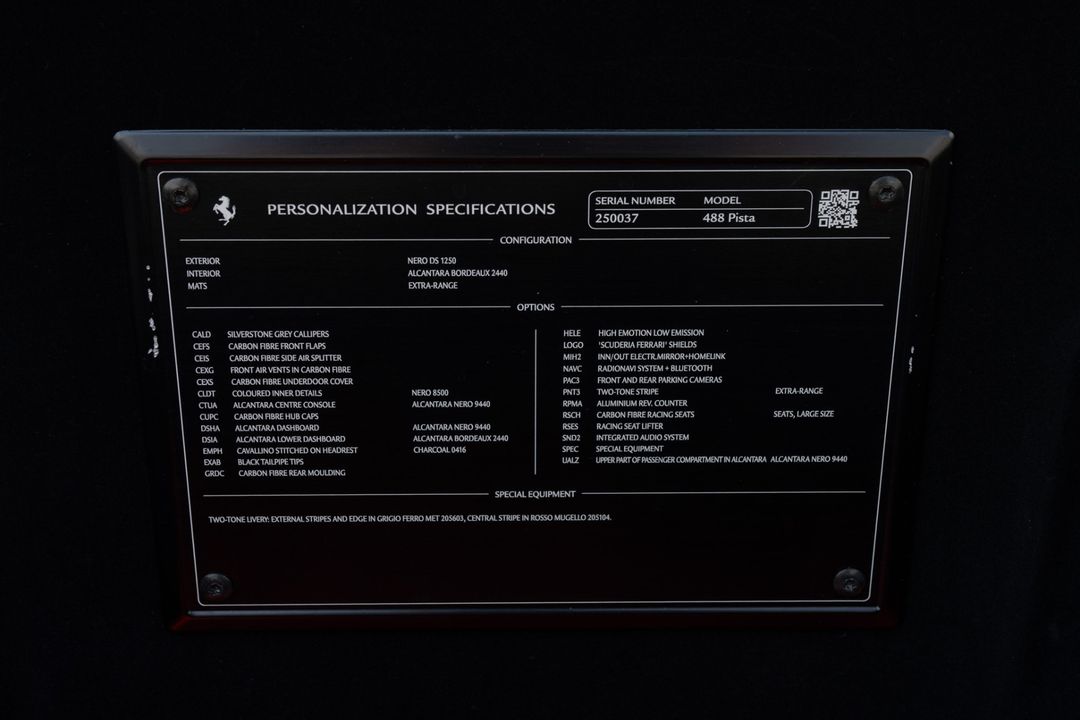 PERSONALIZATION SPECIFICATIONS
SERIAL NUMBER MODEL
250037 488 Pista
CONFIGURATION
EXTERIOR NERO DS 1250
INTERIOR ALCANTARA BORDEAUX 2440
MATS EXTRA-RANGE
OPTIONS
CALD SILVERSTONE GREY CALLIPERS
CEFS CARBON FIBRE FRONT FLAPS
CEIS CARBON FIBRE SIDE AIR SPLITTER
CEXG FRONT AIR VENTS IN CARBON FIBRE
CEXS CARBON FIBRE UNDERDOOR COVER
CLDT COLOURED INNER DETAILS NERO 8500
CTUA ALCANTARA CENTRE CONSOLE ALCANTARA NERO 9440
CUPC CARBON FIBRE HUB CAPS
DSHA ALCANTARA DASHBOARD ALCANTARA NERO 9440
DSIA ALCANTARA LOWER DASHBOARD ALCANTARA BORDEAUX 2440
EMPH CAVALLINO STITCHED ON HEADREST CHARCOAL 0416
EXAB BLACK TAILPIPE TIPS
GRDC CARBON FIBRE REAR MOULDING
HELE HIGH EMOTION LOW EMISSION
LOGO 'SCUDERIA FERRARI' SHIELDS
MIH2 INN/OUT ELECTR.MIRROR+HOMELINK
NAVC RADIONAVI SYSTEM + BLUETOOTH
PAC3 FRONT AND REAR PARKING CAMERAS
PNT3 TWO-TONE STRIPE EXTRA-RANGE
RPMA ALUMINIUM REV. COUNTER
RSCH CARBON FIBRE RACING SEATS SEATS, LARGE SIZE
RSES RACING SEAT LIFTER
SND2 INTEGRATED AUDIO SYSTEM
SPEC SPECIAL EQUIPMENT
UALZ UPPER PART OF PASSENGER COMPARTMENT IN ALCANTARA ALCANTARA NERO 9440
SPECIAL EQUIPMENT
TWO-TONE LIVERY: EXTERNAL STRIPES AND EDGE IN GRIGIO FERRO MET 205603, CENTRAL STRIPE IN ROSSO MUGELLO 205104.